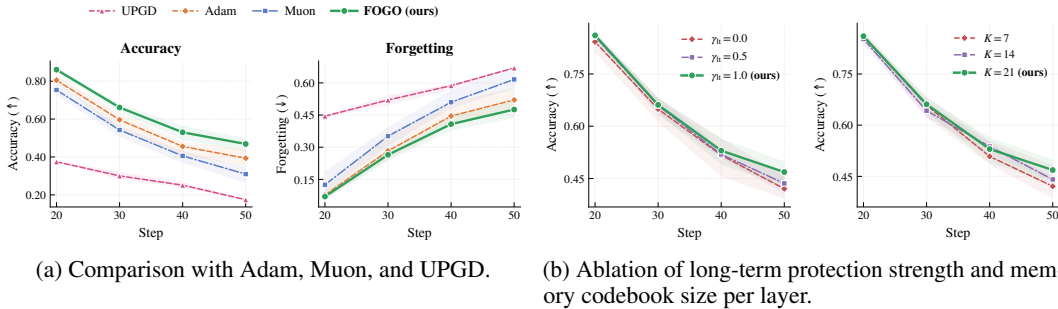 UPGD Adam Muon FOGO (ours)
Accuracy
Accuracy (↑)
0.80
0.60
0.40
0.20
20 30 40 50
Step
Forgetting
Forgetting (↓)
0.60
0.45
0.30
0.15
20 30 40 50
Step
(a) Comparison with Adam, Muon, and UPGD.
Accuracy (↑)
0.75
0.60
0.45
γlt = 0.0
γlt = 0.5
γlt = 1.0 (ours)
20 30 40 50
Step
Accuracy (↑)
0.75
0.60
0.45
K = 7
K = 14
K = 21 (ours)
20 30 40 50
Step
(b) Ablation of long-term protection strength and mem-
ory codebook size per layer.